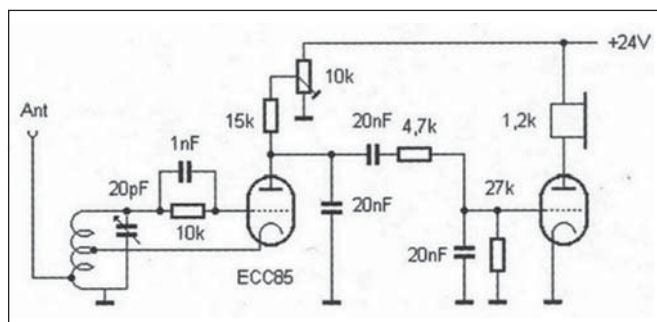 +24V
10k
Ant
15k
1,2k
20nF
4,7k
1nF
20pF
20nF
27k
10k
20nF
ECC85